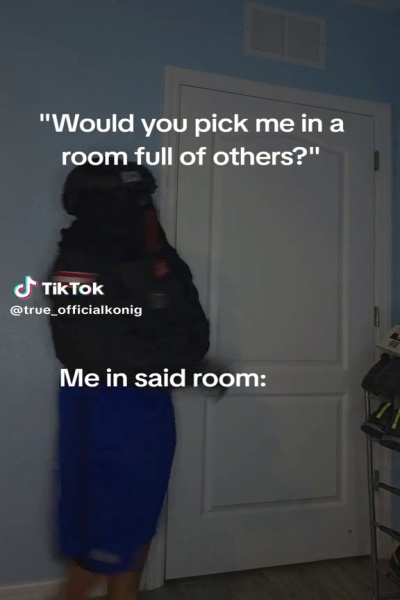 "Would you pick me in a
room full of others?"
TikTok
@true_officialkonig
Me in said room: